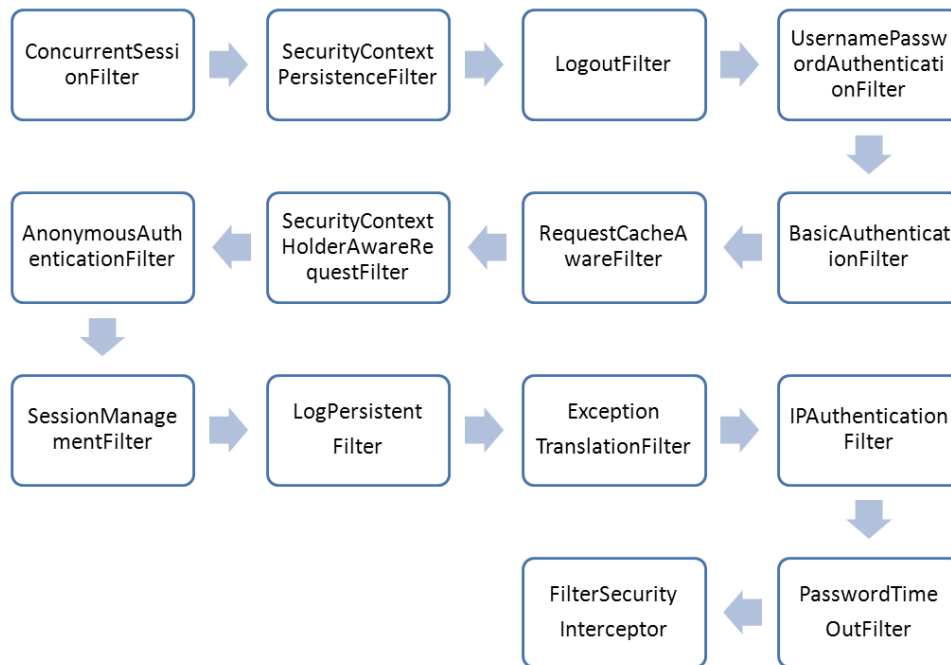 ConcurrentSessi
onFilter
SecurityContext
PersistenceFilter
LogoutFilter
UsernamePassw
ordAuthenticati
onFilter
AnonymousAuth
enticationFilter
SecurityContext
HolderAwareRe
questFilter
RequestCacheA
wareFilter
BasicAuthenticat
ionFilter
SessionManage
mentFilter
LogPersistent
Filter
Exception
TranslationFilter
IPAuthentication
Filter
FilterSecurity
Interceptor
PasswordTime
OutFilter